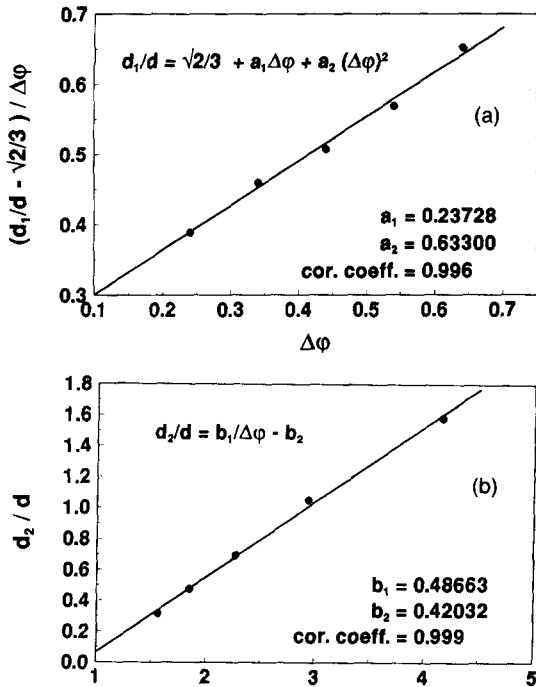 0.7
d₁/d = √2/3 + a₁Δφ + a₂ (Δφ)²
0.6
(a)
(d₁/d - √2/3 ) / Δφ
0.5
a₁ = 0.23728
0.4
a₂ = 0.63300
cor. coeff. = 0.996
0.3
0.1 0.2 0.3 0.4 0.5 0.6 0.7
Δφ
1.8
1.6
d₂/d = b₁/Δφ - b₂
1.4
1.2
(b)
1.0
d₂ / d
0.8
0.6
b₁ = 0.48663
0.4
b₂ = 0.42032
0.2
cor. coeff. = 0.999
0.0
1 2 3 4 5